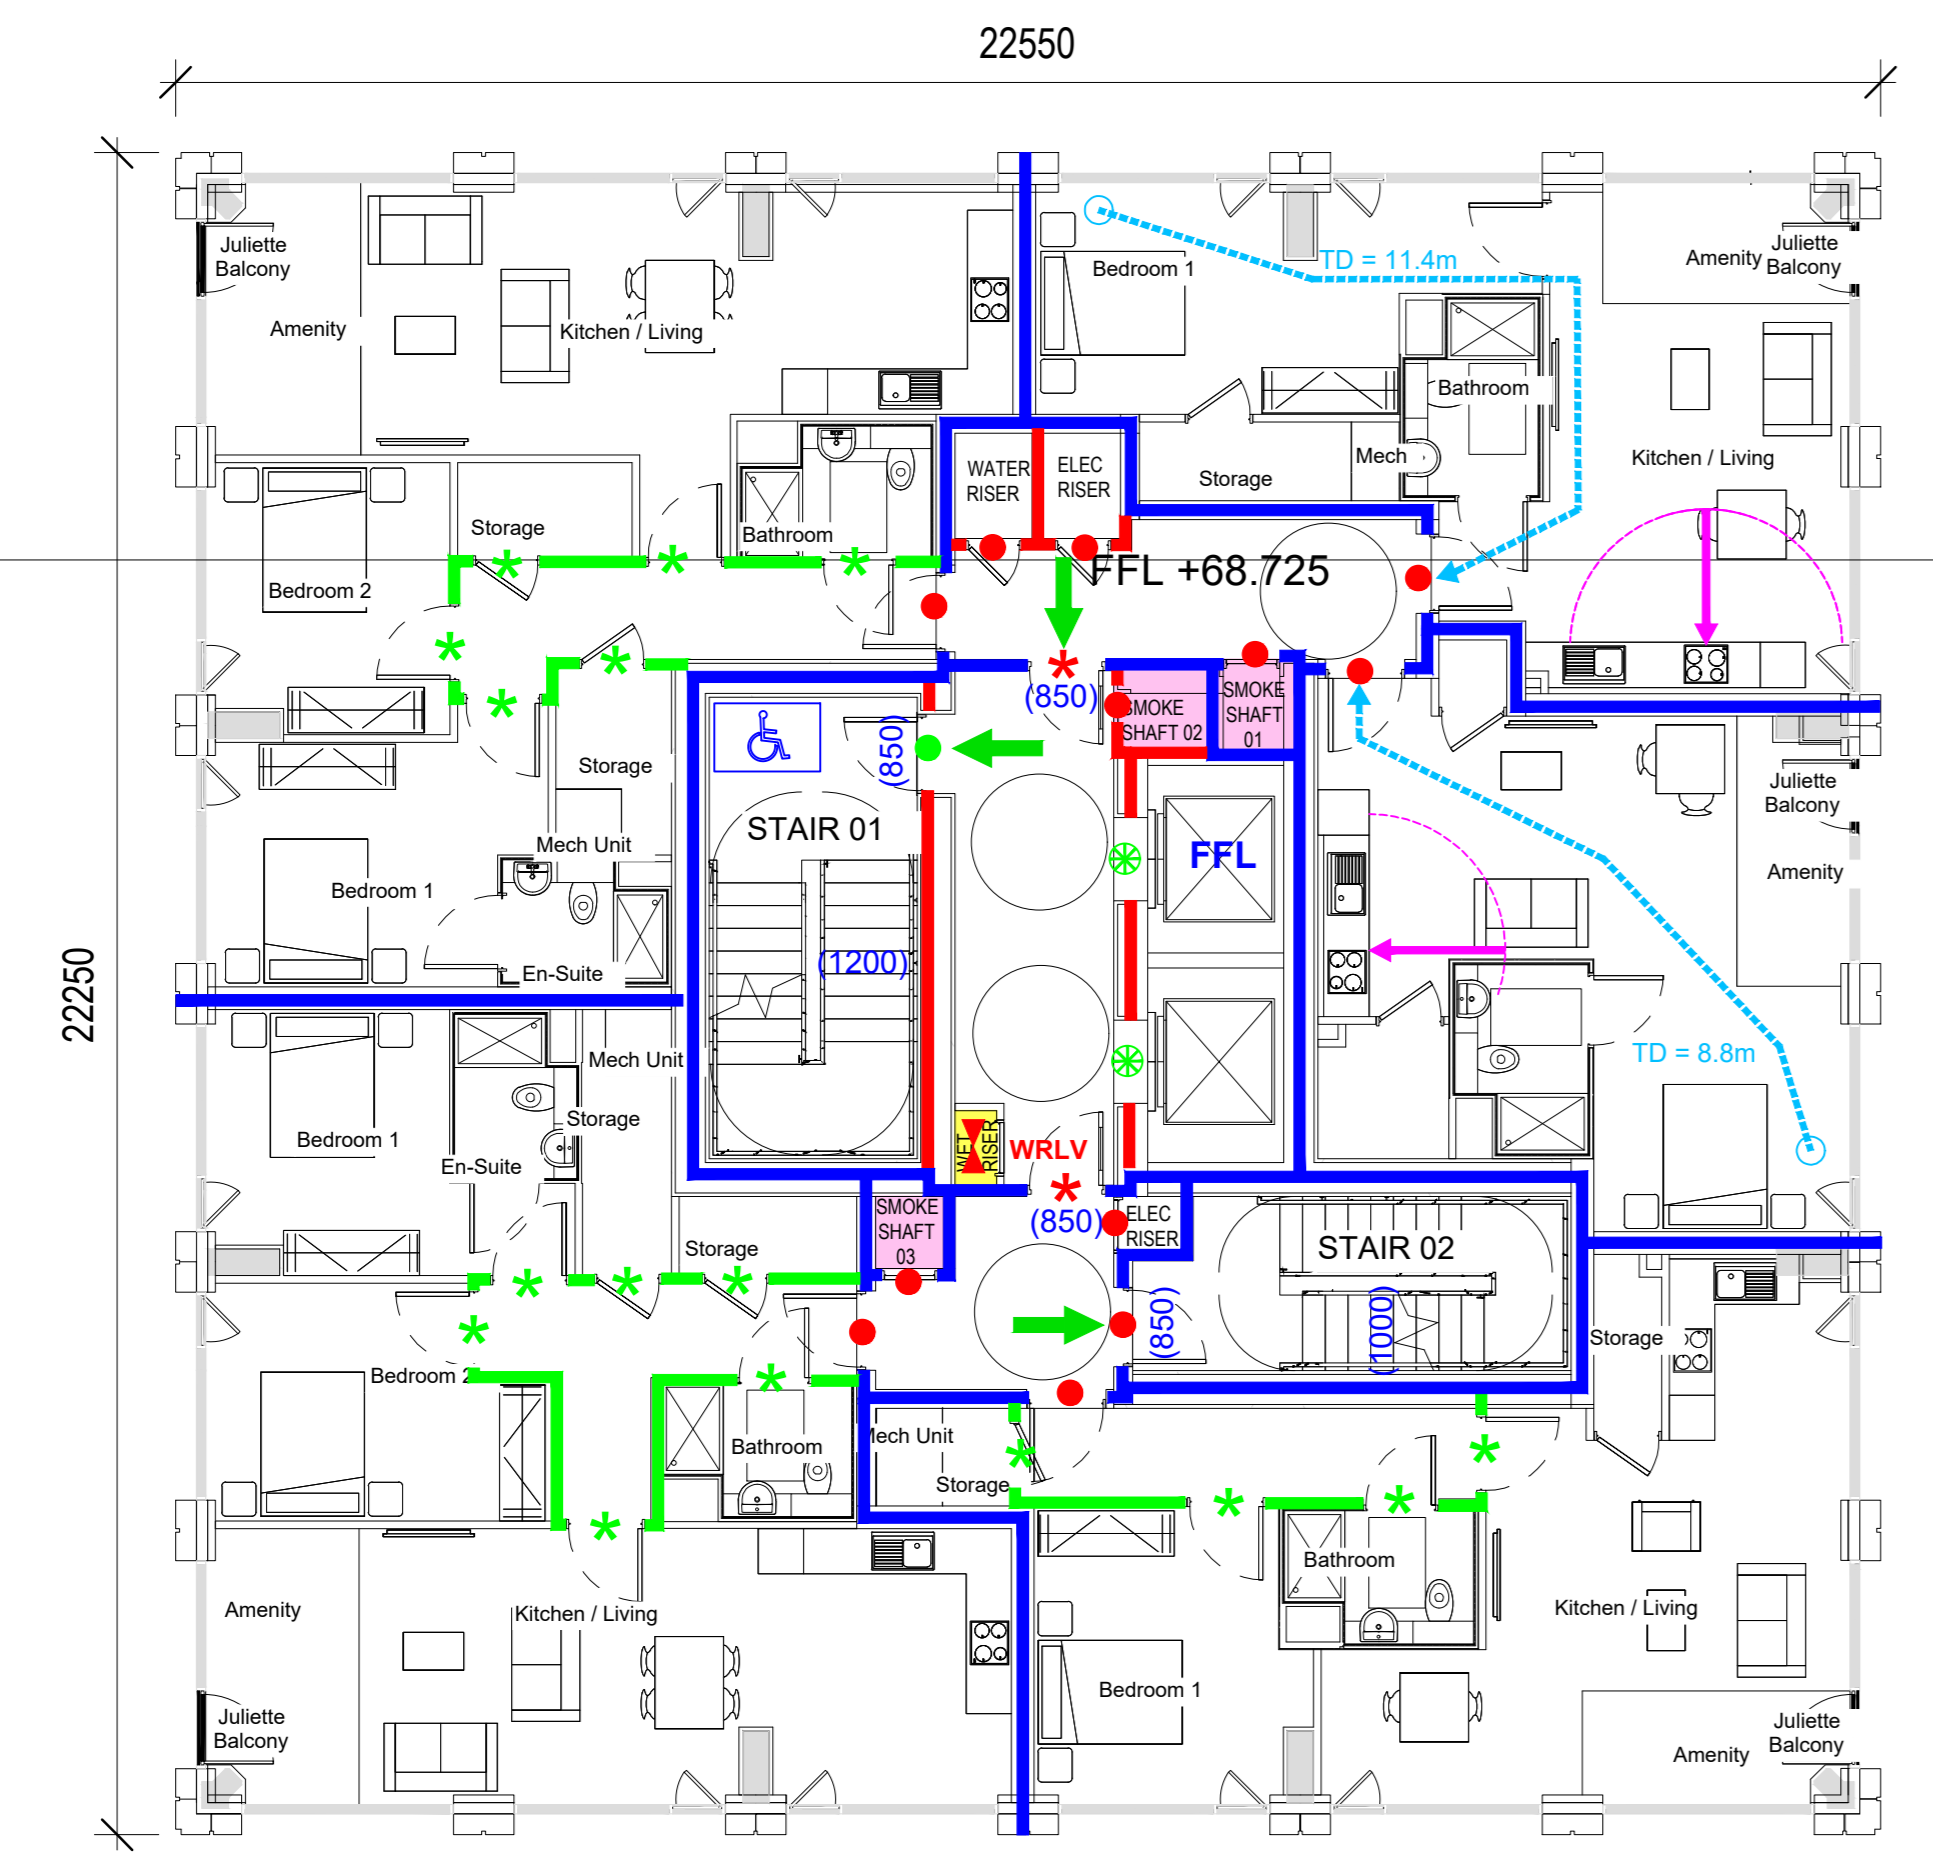 22550
22250
Juliette
Balcony
Amenity
Kitchen / Living
Bedroom 1
TD = 11.4m
Amenity
Juliette
Balcony
Bathroom
Mech
Storage
Kitchen / Living
WATER
RISER
ELEC
RISER
Storage
Bathroom
Bedroom 2
FFL +68.725
*
(850)
SMOKE
SHAFT 02
SMOKE
SHAFT
01
(850)
STAIR 01
Storage
Mech Unit
Bedroom 1
En-Suite
(1200)
FFL
Juliette
Balcony
Amenity
TD = 8.8m
Mech Unit
Storage
Bedroom 1
En-Suite
WET
RISER
WRLV
*
(850)
ELEC
RISER
SMOKE
SHAFT
03
STAIR 02
(850)
(1000)
Storage
Storage
Bedroom 2
Bathroom
Mech Unit
Storage
Bathroom
Kitchen / Living
Amenity
Kitchen / Living
Bedroom 1
Juliette
Balcony
Amenity
Juliette
Balcony